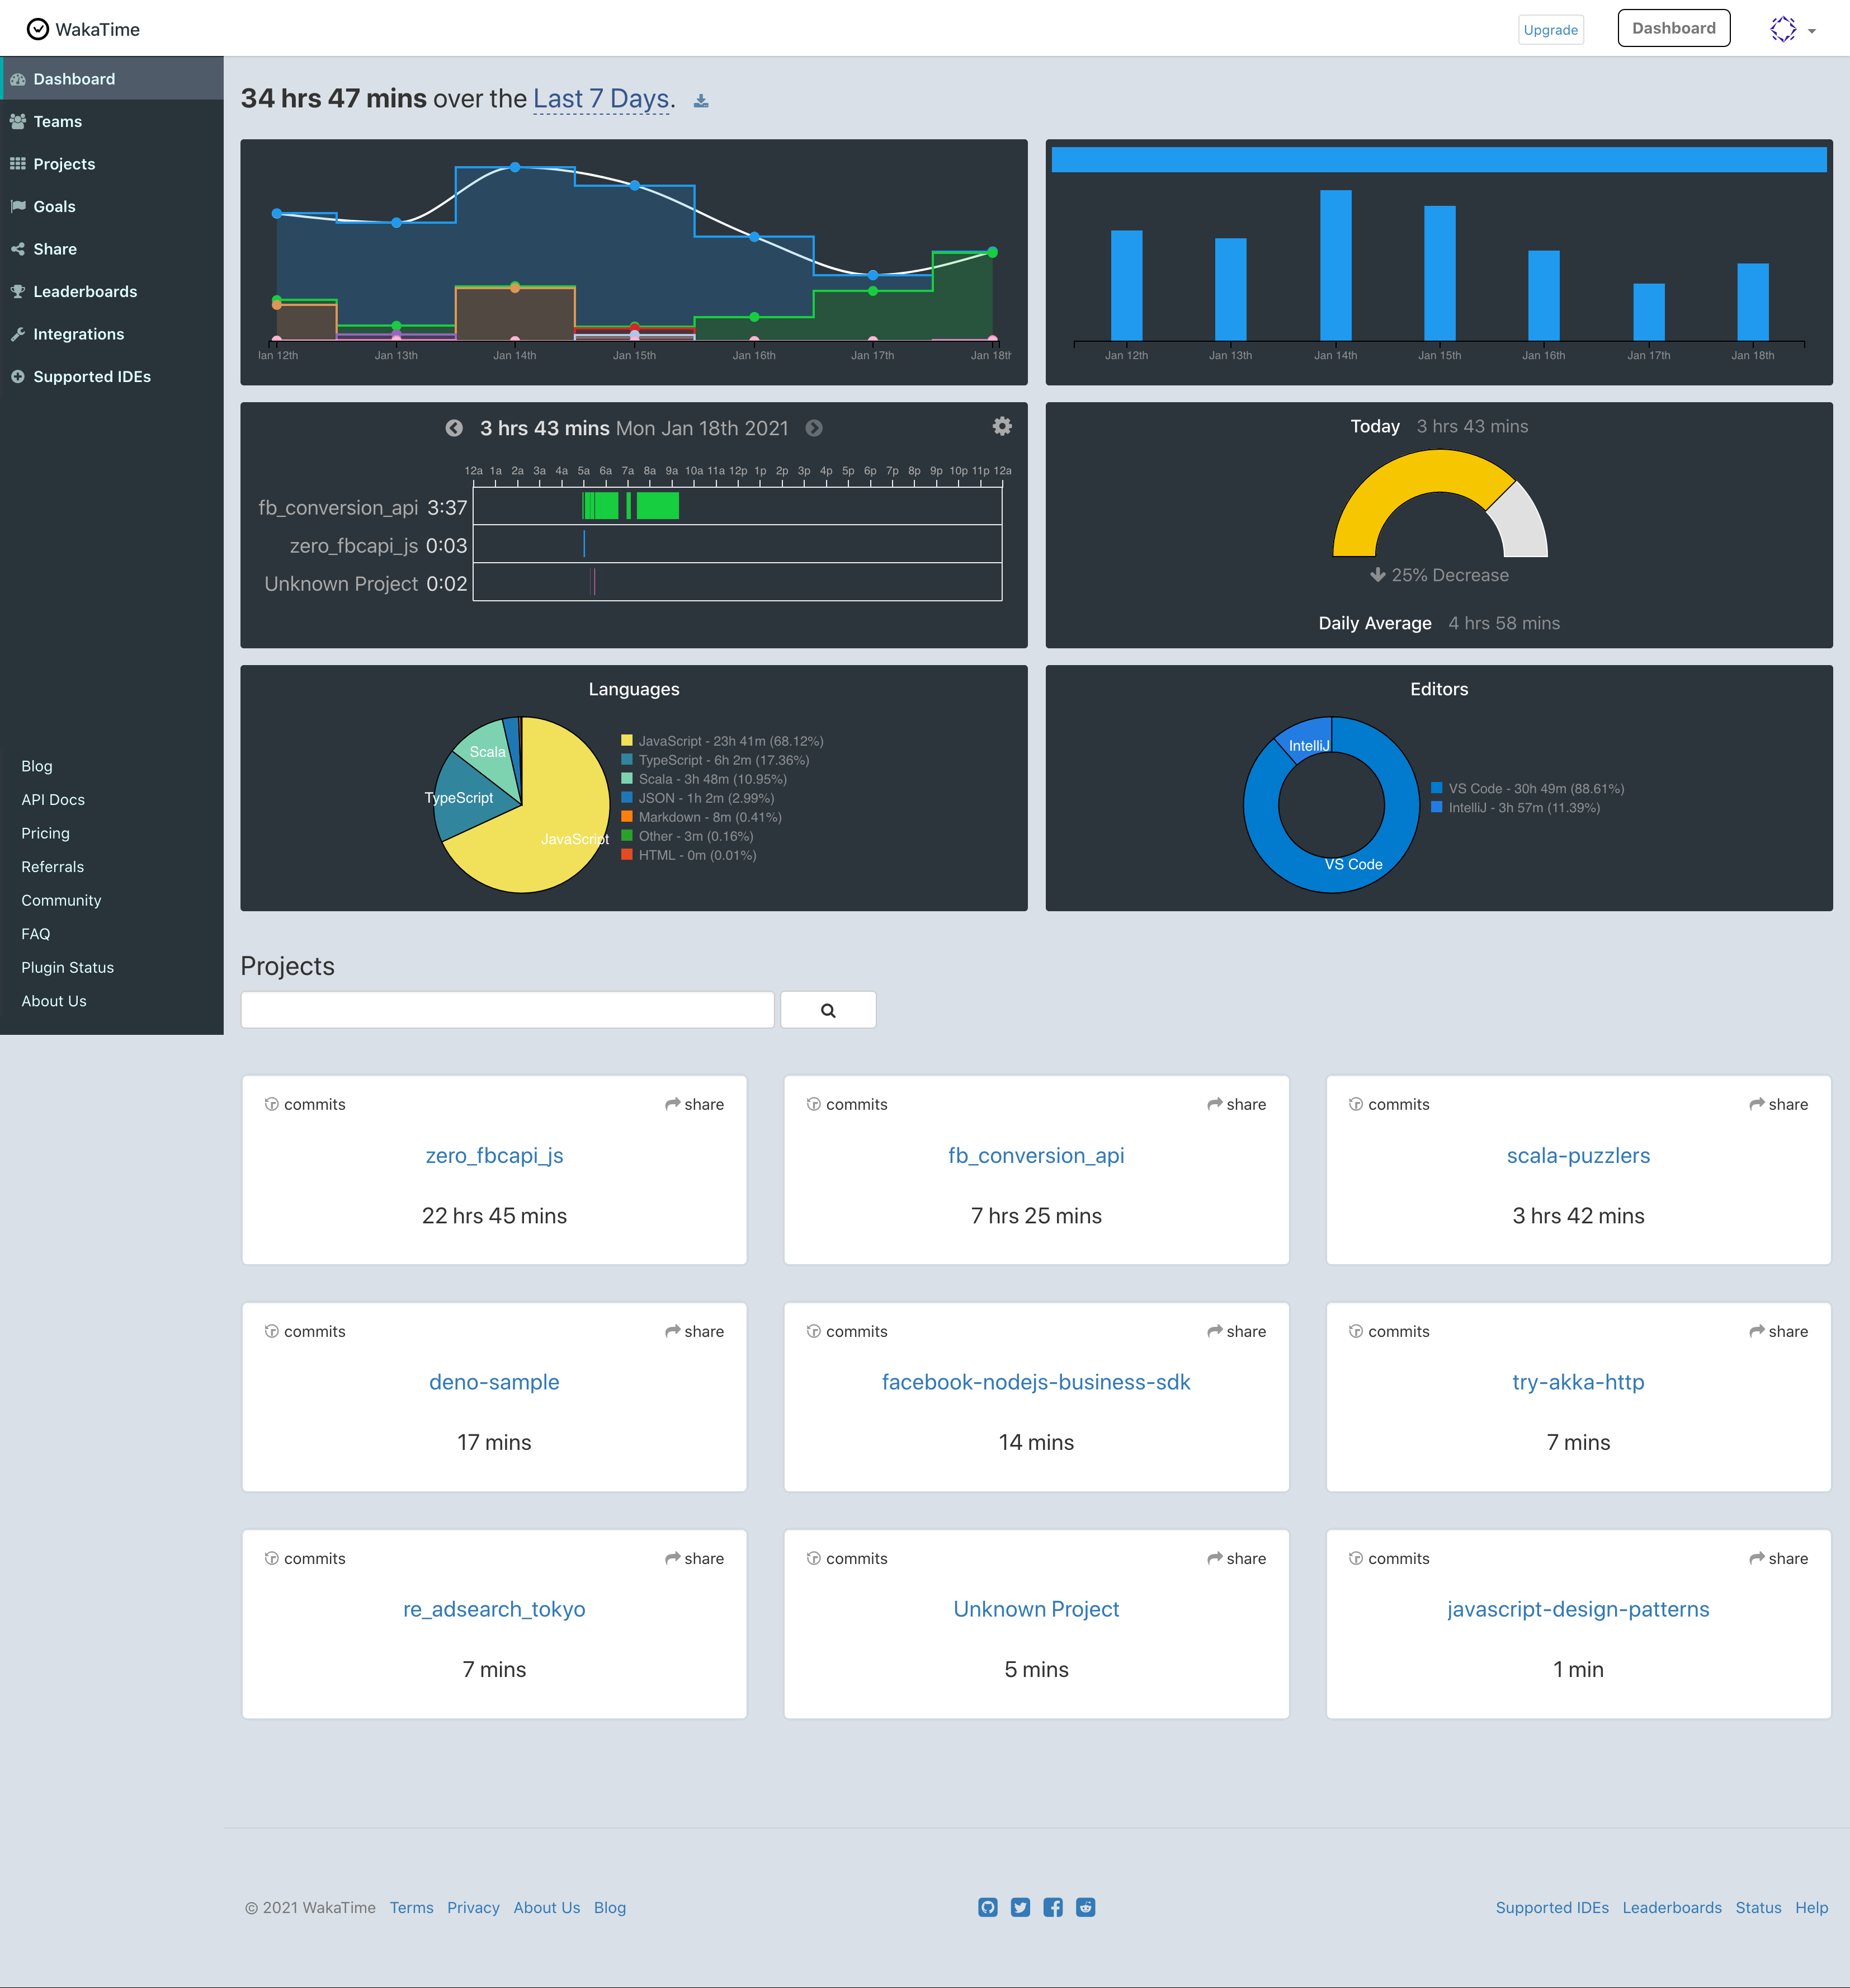 WakaTime
Upgrade
Dashboard
Dashboard
Teams
Projects
Goals
Share
Leaderboards
Integrations
Supported IDEs
Blog
API Docs
Pricing
Referrals
Community
FAQ
Plugin Status
About Us
34 hrs 47 mins over the Last 7 Days.
Jan 12th Jan 13th Jan 14th Jan 15th Jan 16th Jan 17th Jan 18th
Jan 12th Jan 13th Jan 14th Jan 15th Jan 16th Jan 17th Jan 18th
3 hrs 43 mins Mon Jan 18th 2021
12a 1a 2a 3a 4a 5a 6a 7a 8a 9a 10a 11a 12p 1p 2p 3p 4p 5p 6p 7p 8p 9p 10p 11p 12a
fb_conversion_api 3:37
zero_fbcapi_js 0:03
Unknown Project 0:02
Today 3 hrs 43 mins
25% Decrease
Daily Average 4 hrs 58 mins
Languages
Scala
TypeScript
JavaScript
JavaScript - 23h 41m (68.12%)
TypeScript - 6h 2m (17.36%)
Scala - 3h 48m (10.95%)
JSON - 1h 2m (2.99%)
Markdown - 8m (0.41%)
Other - 3m (0.16%)
HTML - 0m (0.01%)
Editors
IntelliJ
VS Code
VS Code - 30h 49m (88.61%)
IntelliJ - 3h 57m (11.39%)
Projects
commits share
zero_fbcapi_js
22 hrs 45 mins
commits share
fb_conversion_api
7 hrs 25 mins
commits share
scala-puzzlers
3 hrs 42 mins
commits share
deno-sample
17 mins
commits share
facebook-nodejs-business-sdk
14 mins
commits share
try-akka-http
7 mins
commits share
re_adsearch_tokyo
7 mins
commits share
Unknown Project
5 mins
commits share
javascript-design-patterns
1 min
© 2021 WakaTime Terms Privacy About Us Blog
Supported IDEs Leaderboards Status Help